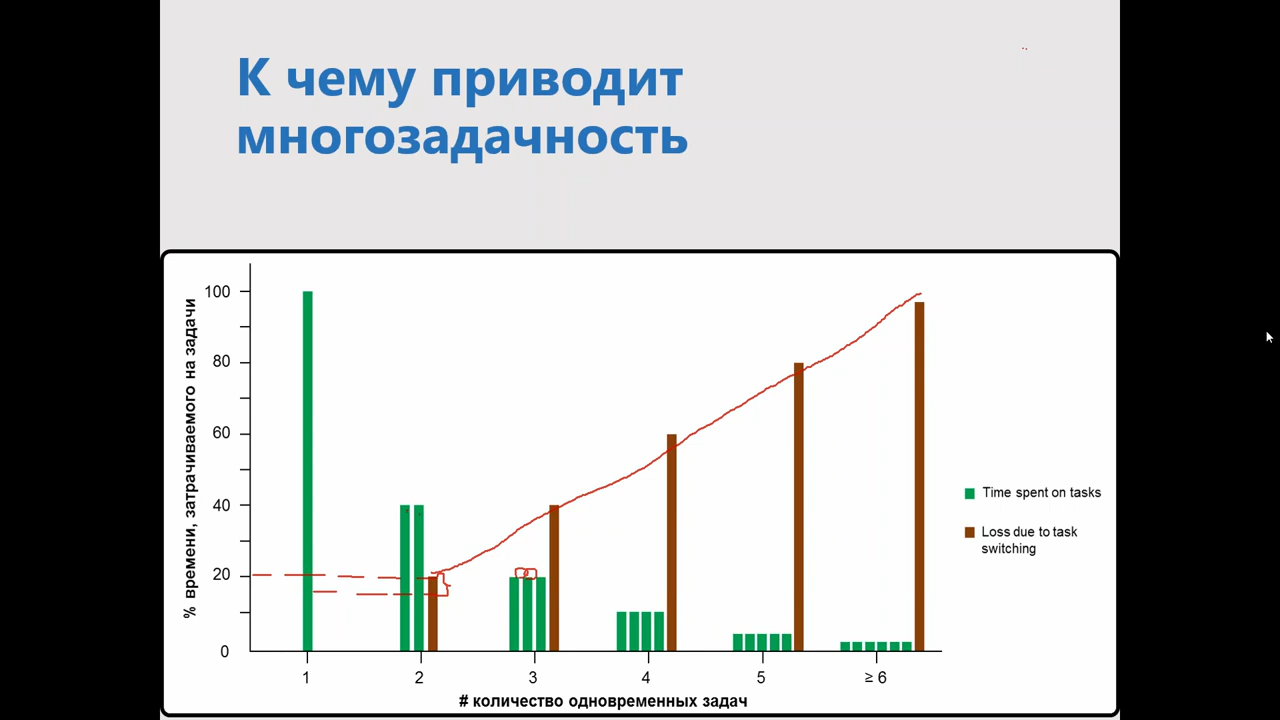 К чему приводит
многозадачность
% времени, затрачиваемого на задачи
100
80
60
40
20
0
1
2
3
4
5
≥ 6
# количество одновременных задач
Time spent on tasks
Loss due to task
switching